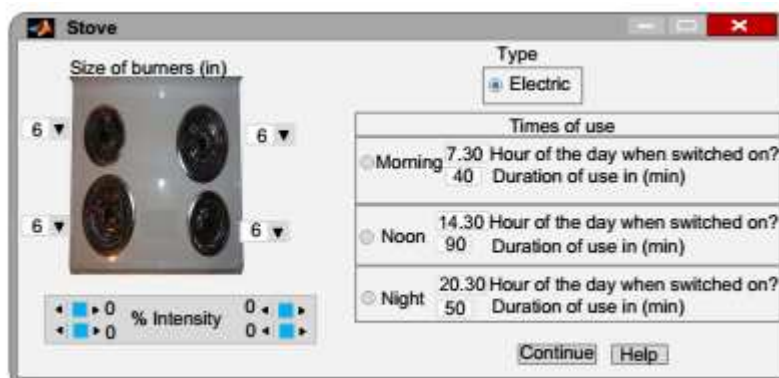 Stove
Size of burners (in)
6
6
6
6
0
0
% Intensity
0
0
Type
Electric
Times of use
Morning 7.30 Hour of the day when switched on?
40 Duration of use in (min)
Noon 14.30 Hour of the day when switched on?
90 Duration of use in (min)
Night 20.30 Hour of the day when switched on?
50 Duration of use in (min)
Continue Help